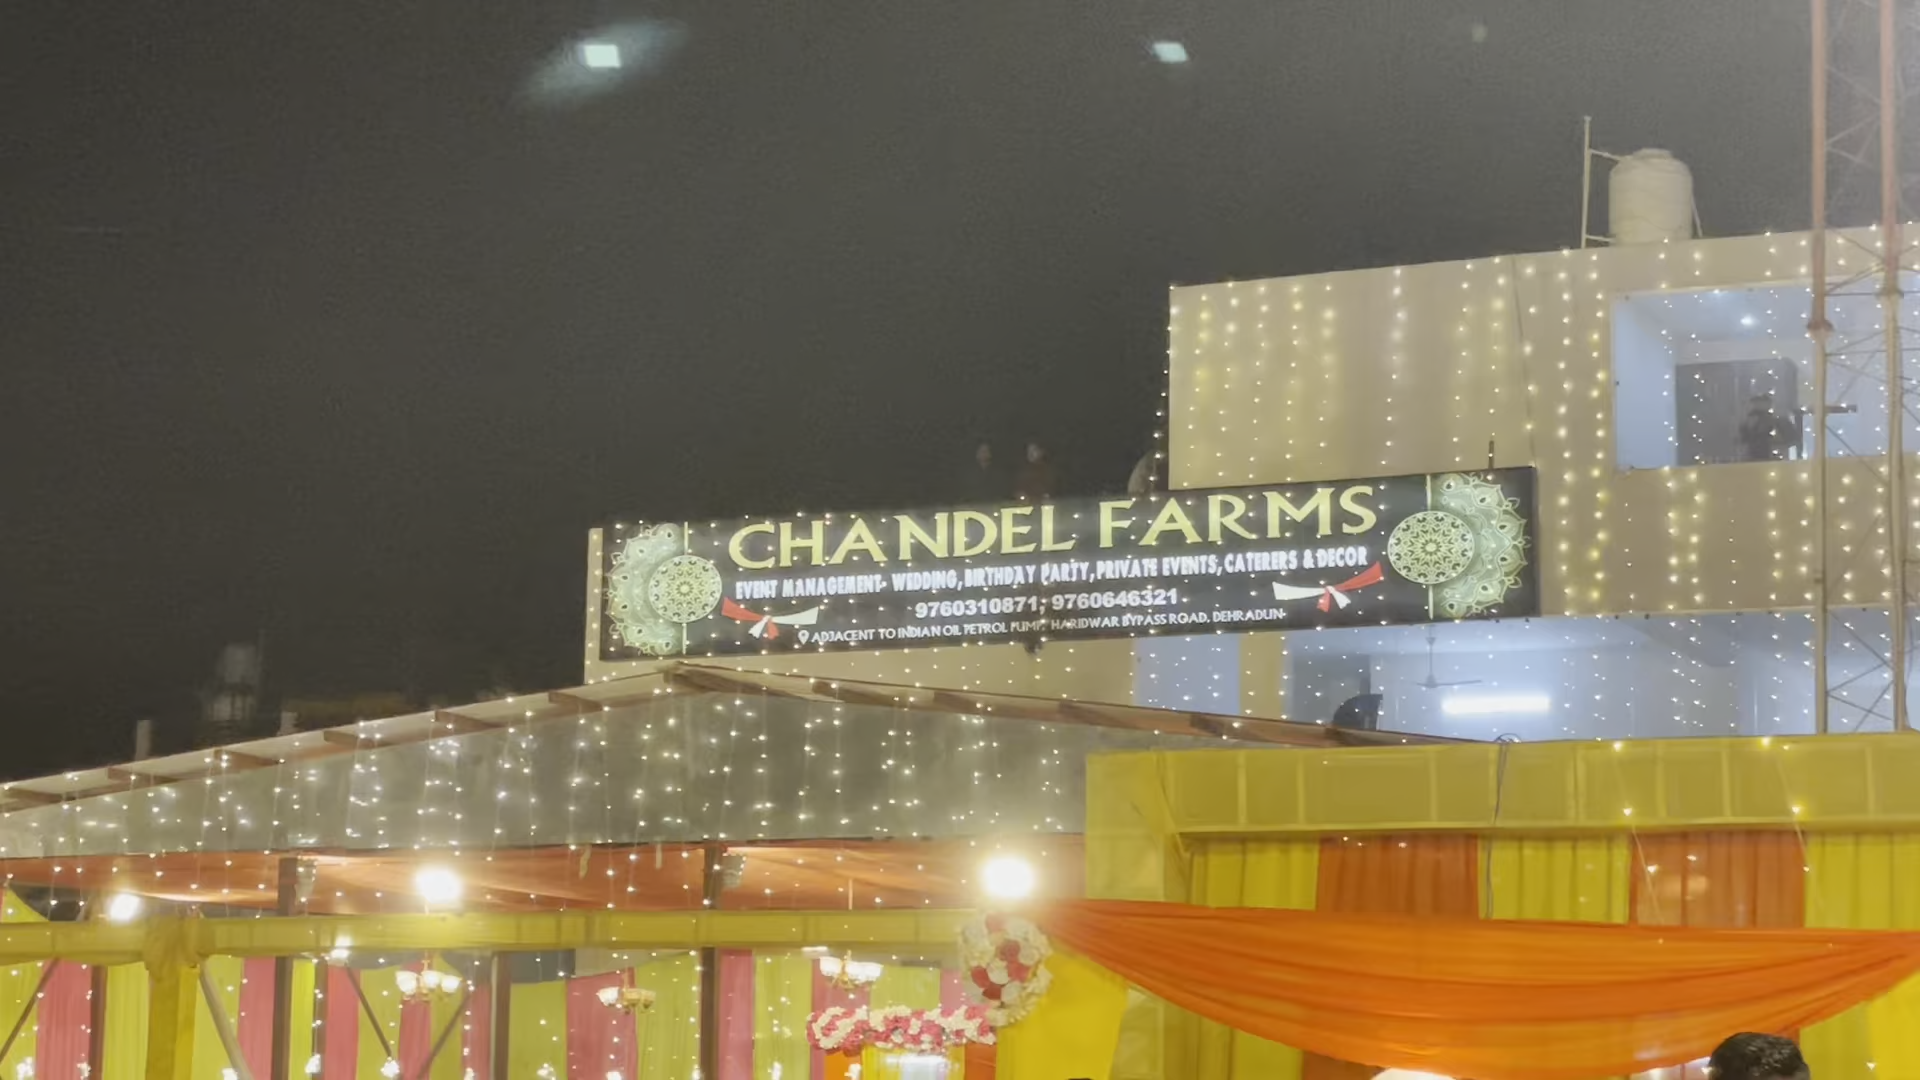 CHANDEL FARMS
EVENT MANAGEMENT- WEDDING, BIRTHDAY PARTY, PRIVATE EVENTS, CATERERS & DECOR
9760310871, 9760646321
ADJACENT TO INDIAN OIL PETROL PUMP, HARIDWAR BYPASS ROAD, DEHRADUN